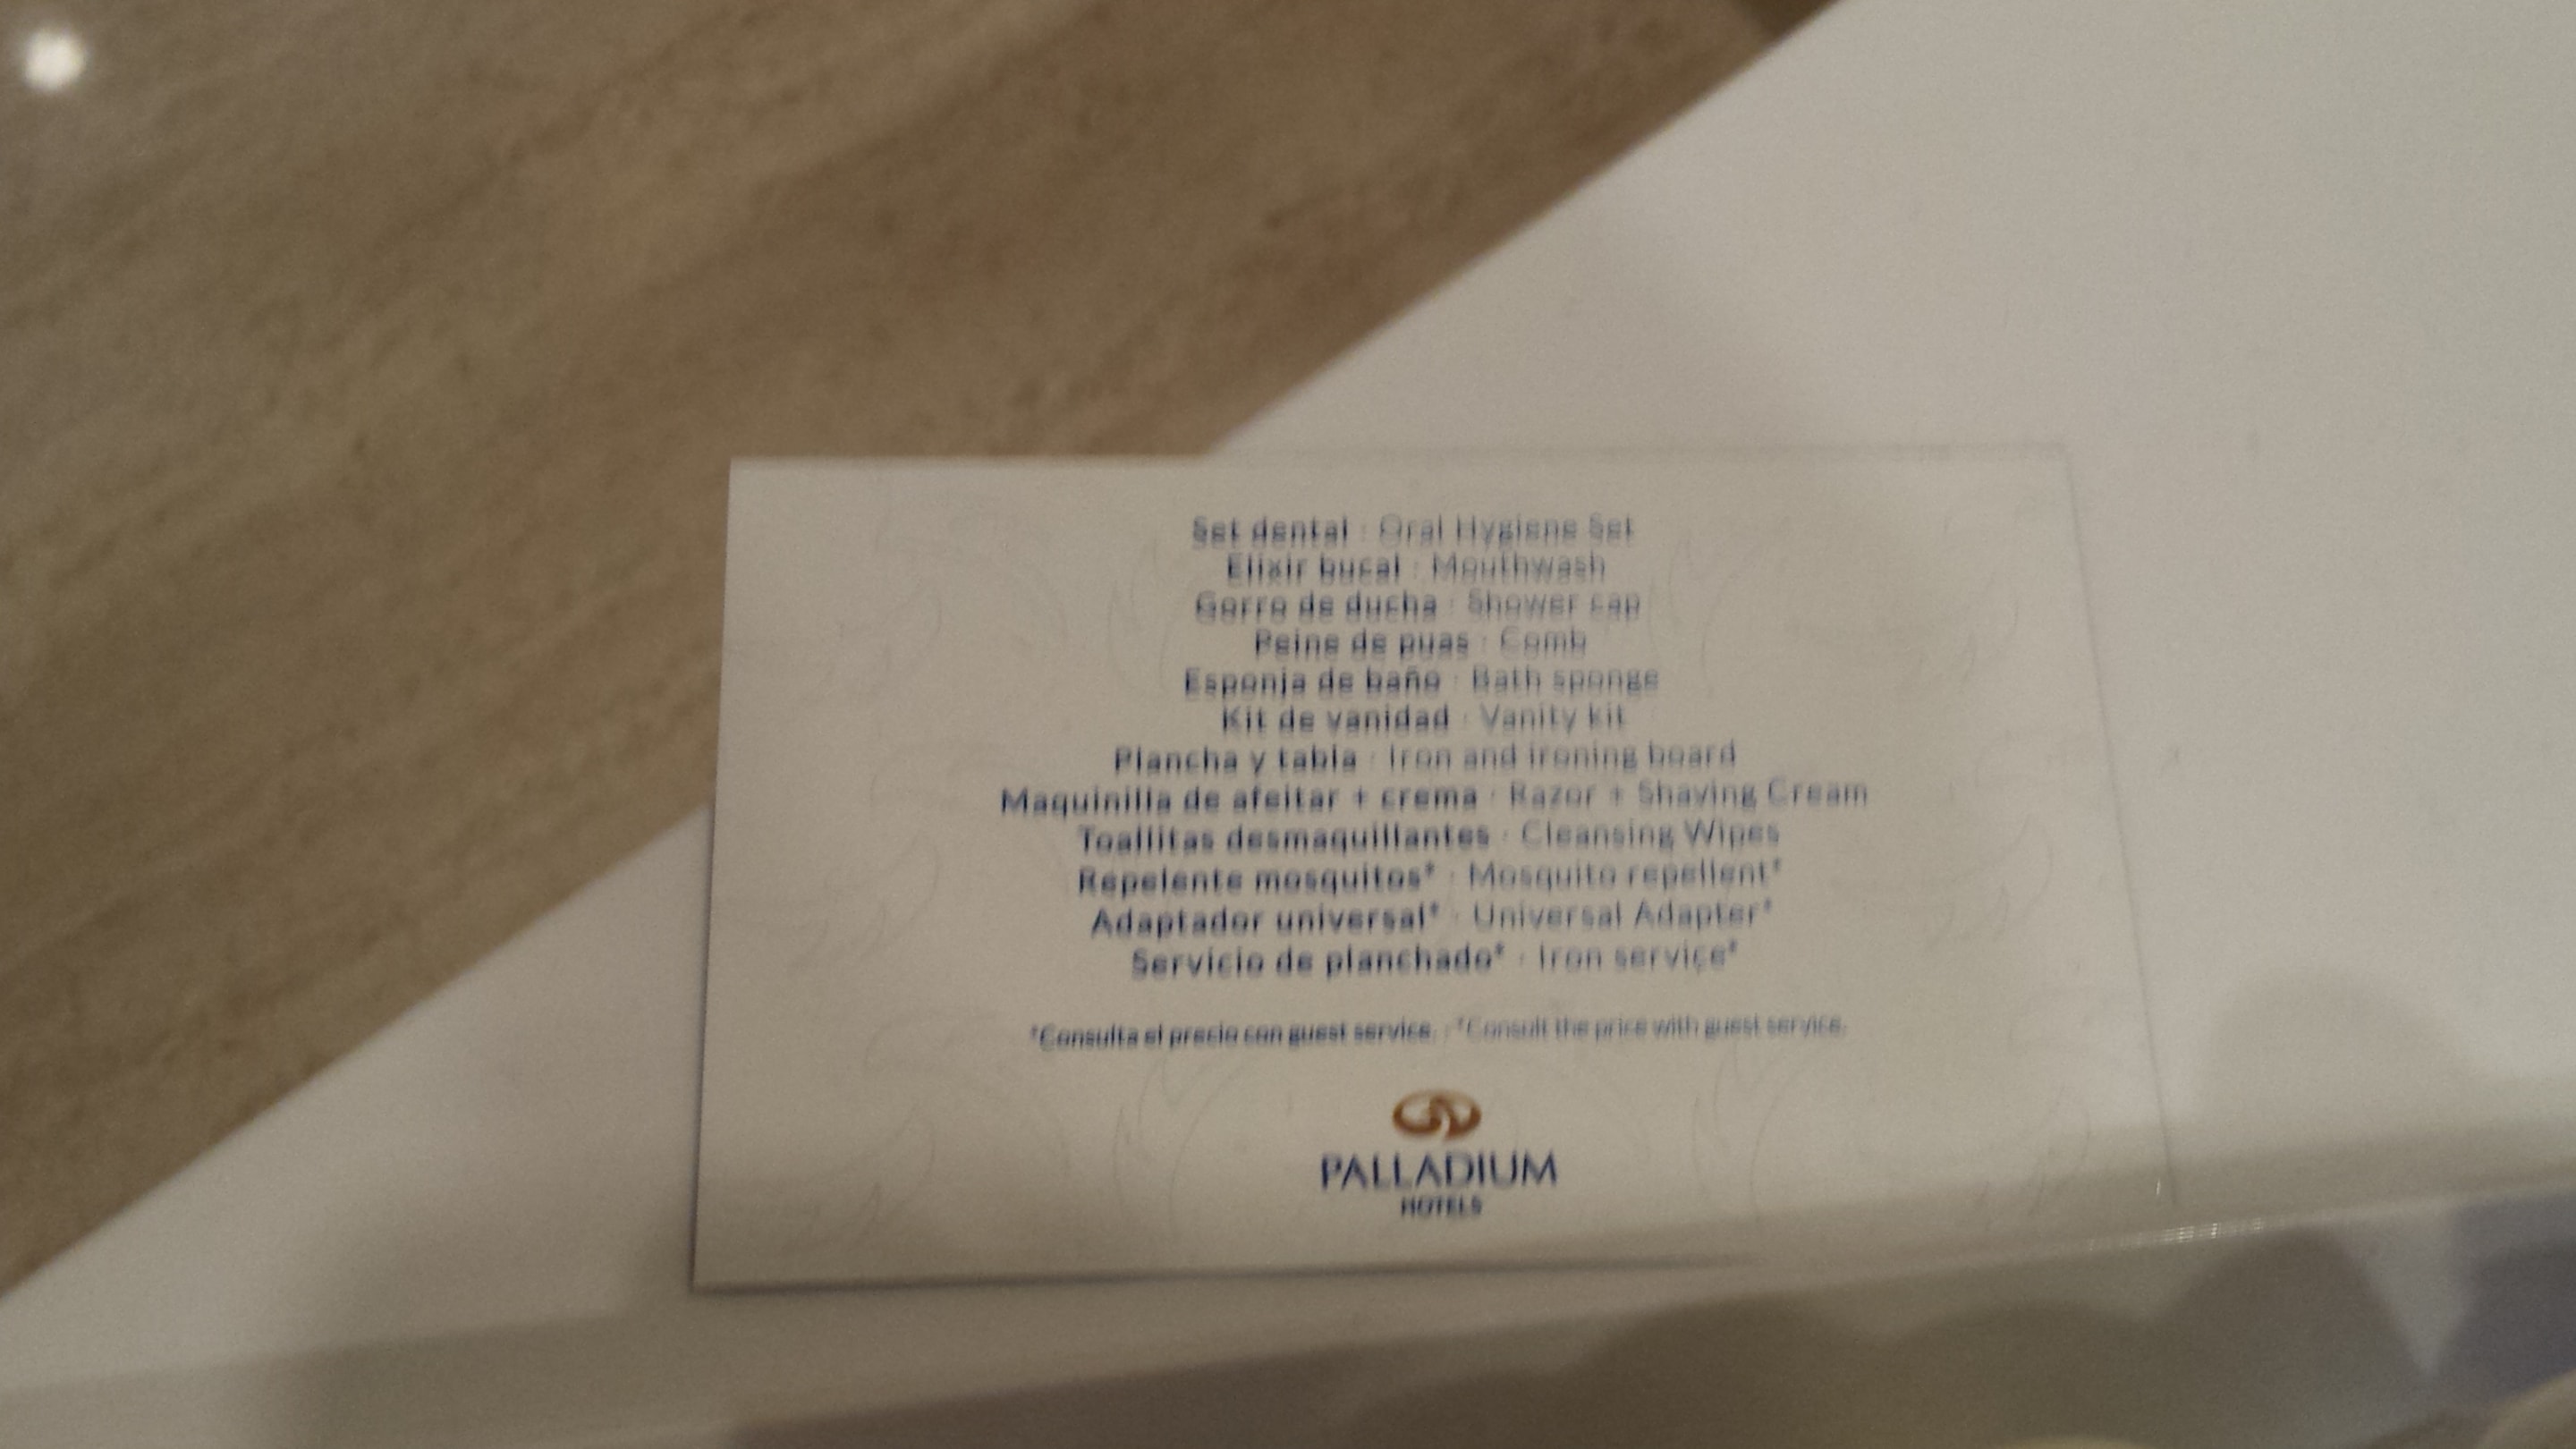 Set dental · Oral Hygiene Set
Elixir bucal · Mouthwash
Gorro de ducha · Shower cap
Peine de puas · Comb
Esponja de baño · Bath sponge
Kit de vanidad · Vanity kit
Plancha y tabla · Iron and ironing board
Maquinilla de afeitar + crema · Razor + Shaving Cream
Toallitas desmaquillantes · Cleansing Wipes
Repelente mosquitos* · Mosquito repellent*
Adaptador universal* · Universal Adapter*
Servicio de planchado* · Iron service*
*Consulta el precio con guest service. · *Consult the price with guest service.
PALLADIUM
HOTELS